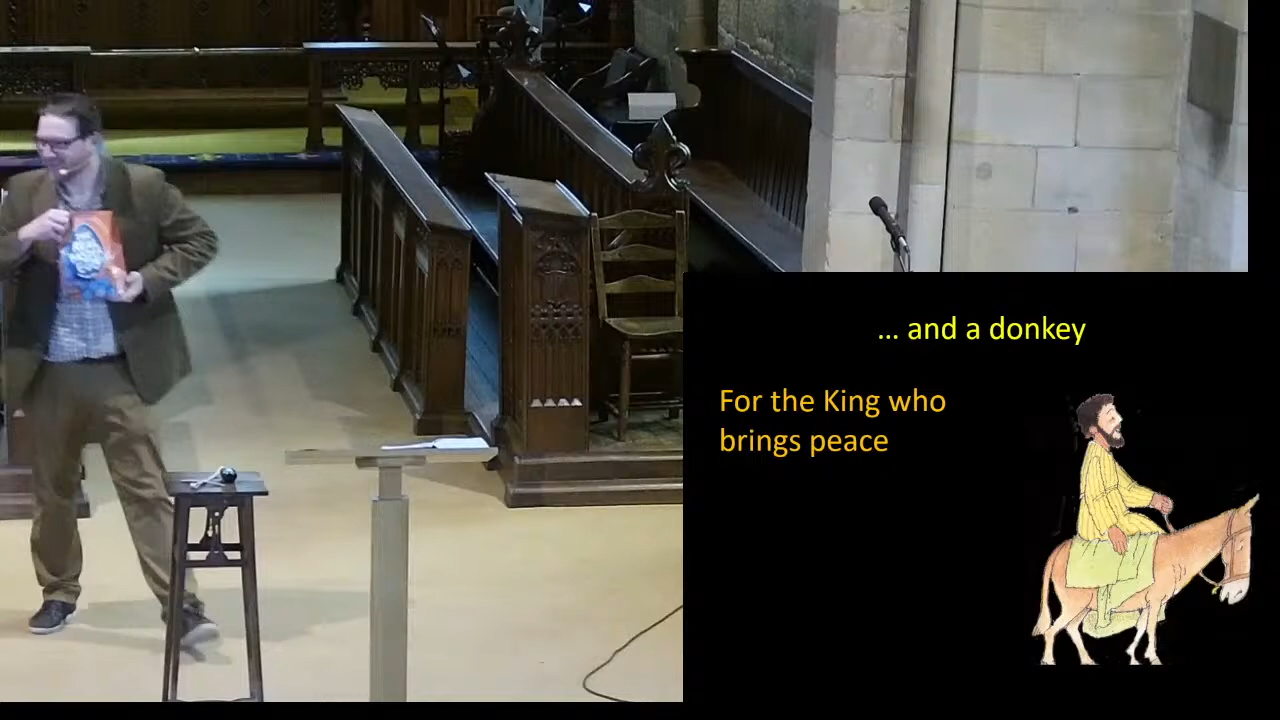 ... and a donkey
For the King who
brings peace